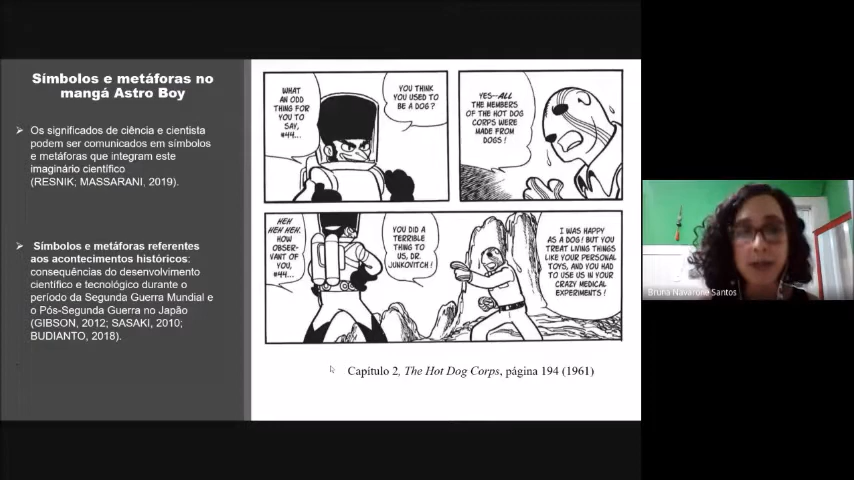 Símbolos e metáforas no
mangá Astro Boy
➤ Os significados de ciência e cientista
podem ser comunicados em símbolos
e metáforas que integram este
imaginário científico
(RESNIK; MASSARANI, 2019).
➤ Símbolos e metáforas referentes
aos acontecimentos históricos:
consequências do desenvolvimento
científico e tecnológico durante o
período da Segunda Guerra Mundial e
o Pós-Segunda Guerra no Japão
(GIBSON, 2012; SASAKI, 2010;
BUDIANTO, 2018).
WHAT
AN ODD
THING FOR
YOU TO
SAY,
#44...
YOU THINK
YOU USED TO
BE A DOG?
YES--ALL
THE MEMBERS
OF THE HOT DOG
CORPS WERE
MADE FROM
DOGS!
HEH
HEH HEH.
HOW
OBSER-
VANT OF
YOU,
#44...
YOU DID A
TERRIBLE
THING TO
US, DR.
JUNKOVITCH!
I WAS HAPPY
AS A DOG! BUT YOU
TREAT LIVING THINGS
LIKE YOUR PERSONAL
TOYS, AND YOU HAD
TO USE US IN YOUR
CRAZY MEDICAL
EXPERIMENTS!
Capítulo 2, The Hot Dog Corps, página 194 (1961)
Bruna Navarone Santos